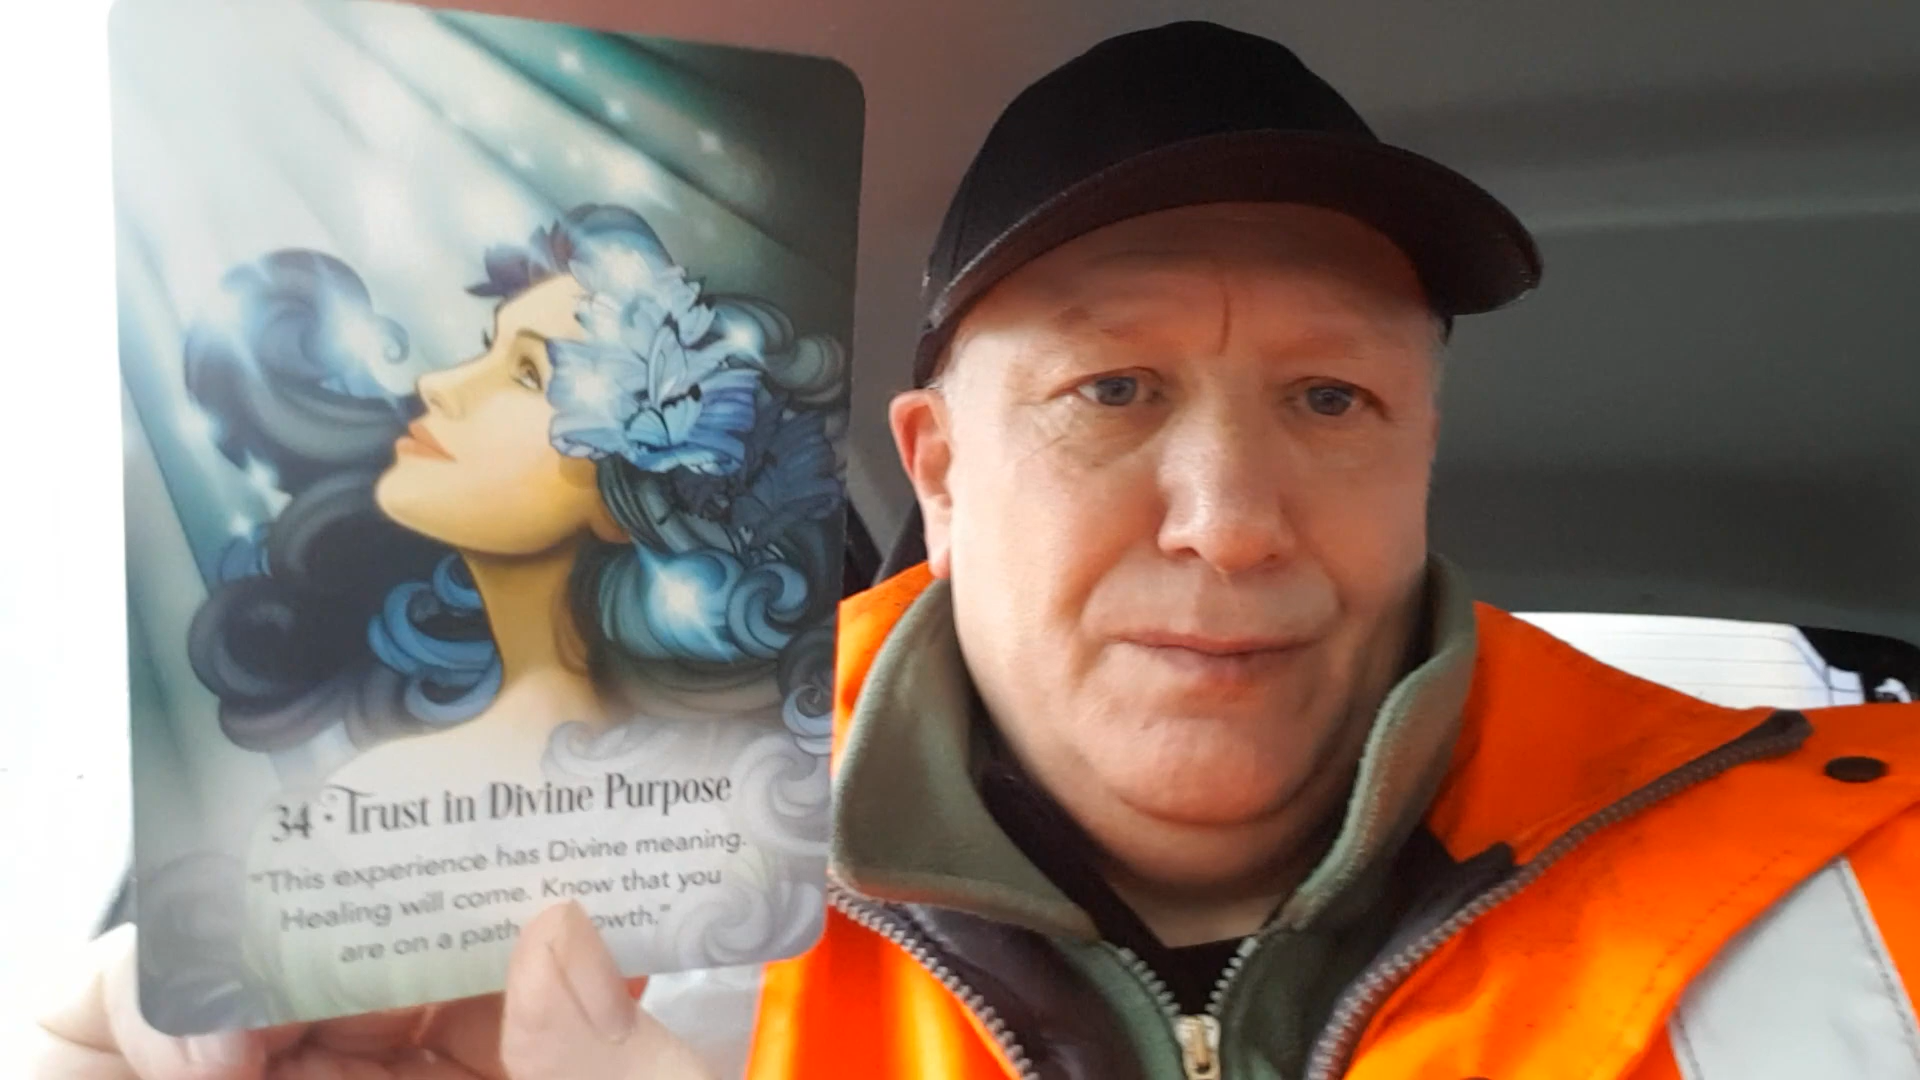 34 · Trust in Divine Purpose
"This experience has Divine meaning.
Healing will come. Know that you
are on a path owth."